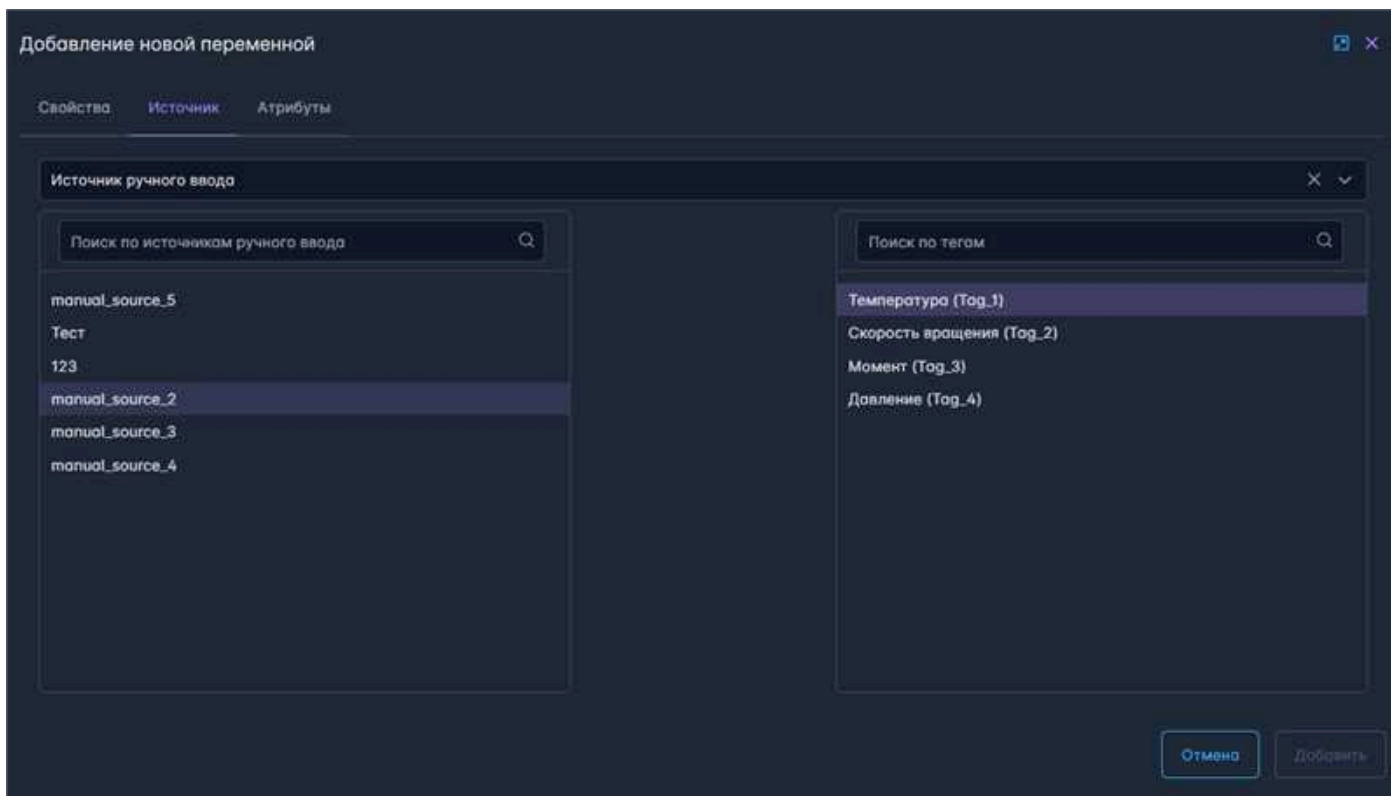 Добавление новой переменной
Свойства Источник Атрибуты
Источник ручного ввода
Поиск по источникам ручного ввода
manual_source_5
Тест
123
manual_source_2
manual_source_3
manual_source_4
Поиск по тегам
Температура (Tag_1)
Скорость вращения (Tag_2)
Момент (Tag_3)
Давление (Tag_4)
Отмена Добавить